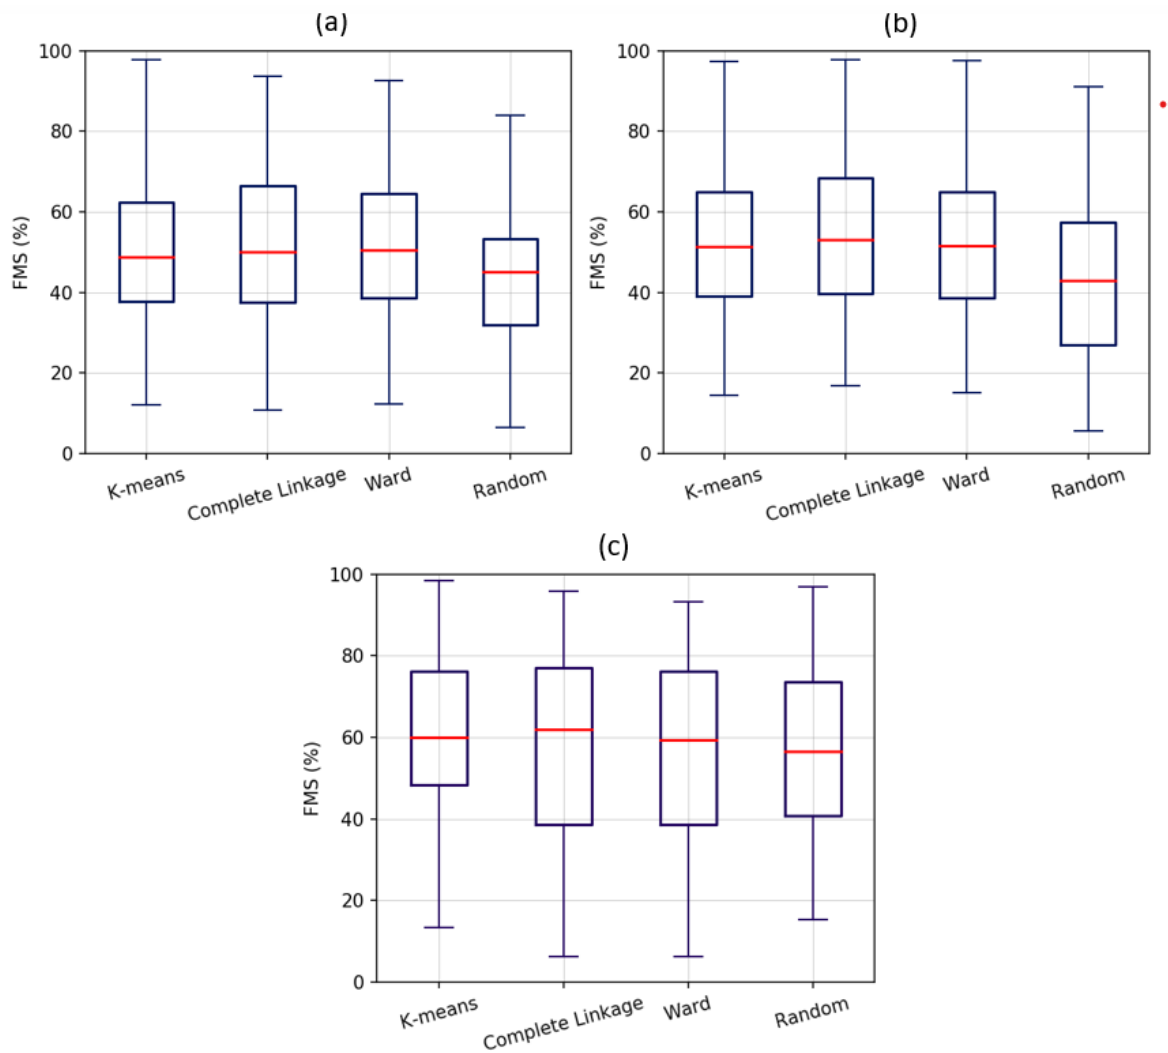 (a)
100
80
60
40
20
0
FMS (%)
K-means
Complete Linkage
Ward
Random
(b)
100
80
60
40
20
0
FMS (%)
K-means
Complete Linkage
Ward
Random
(c)
100
80
60
40
20
0
FMS (%)
K-means
Complete Linkage
Ward
Random